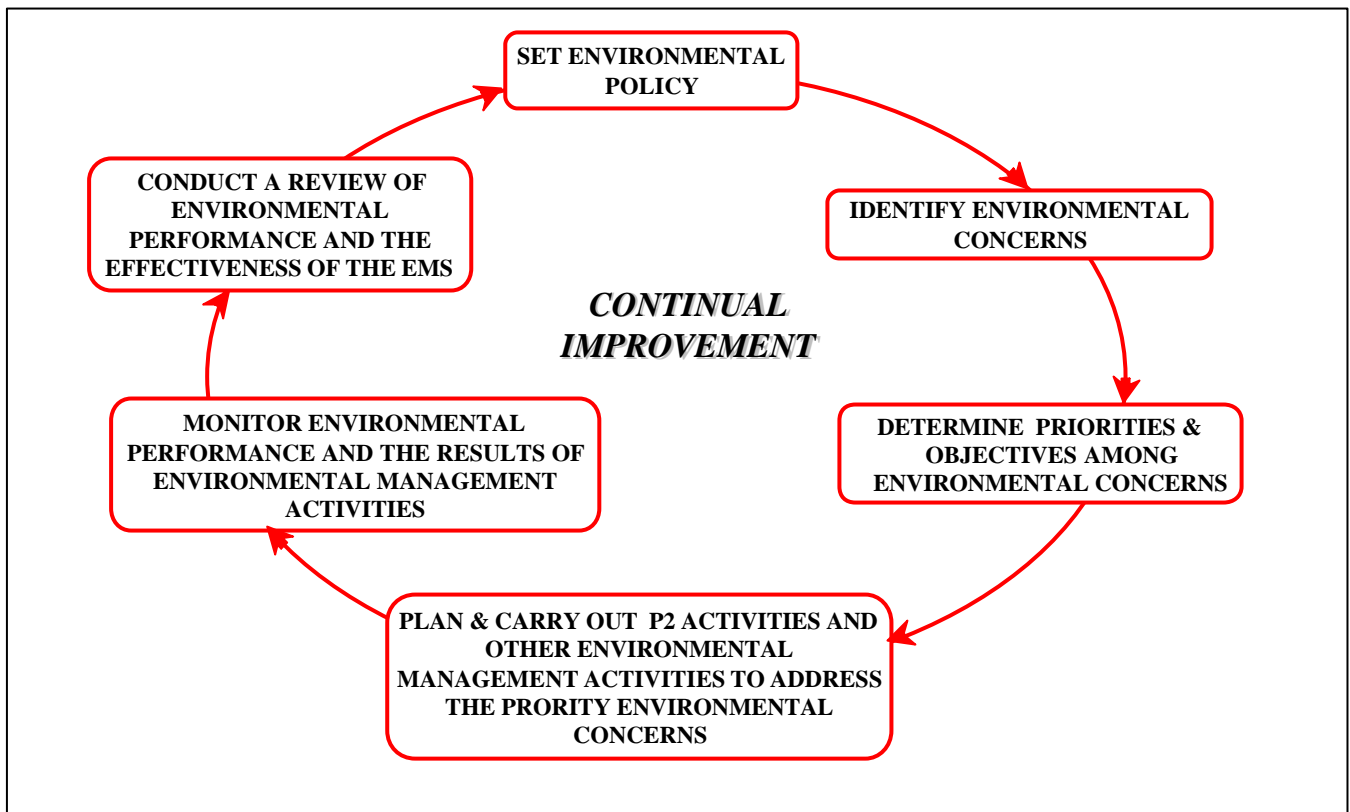 SET ENVIRONMENTAL
POLICY
IDENTIFY ENVIRONMENTAL
CONCERNS
DETERMINE PRIORITIES &
OBJECTIVES AMONG
ENVIRONMENTAL CONCERNS
PLAN & CARRY OUT P2 ACTIVITIES AND
OTHER ENVIRONMENTAL
MANAGEMENT ACTIVITIES TO ADDRESS
THE PRORITY ENVIRONMENTAL
CONCERNS
MONITOR ENVIRONMENTAL
PERFORMANCE AND THE RESULTS OF
ENVIRONMENTAL MANAGEMENT
ACTIVITIES
CONDUCT A REVIEW OF
ENVIRONMENTAL
PERFORMANCE AND THE
EFFECTIVENESS OF THE EMS
CONTINUAL
IMPROVEMENT